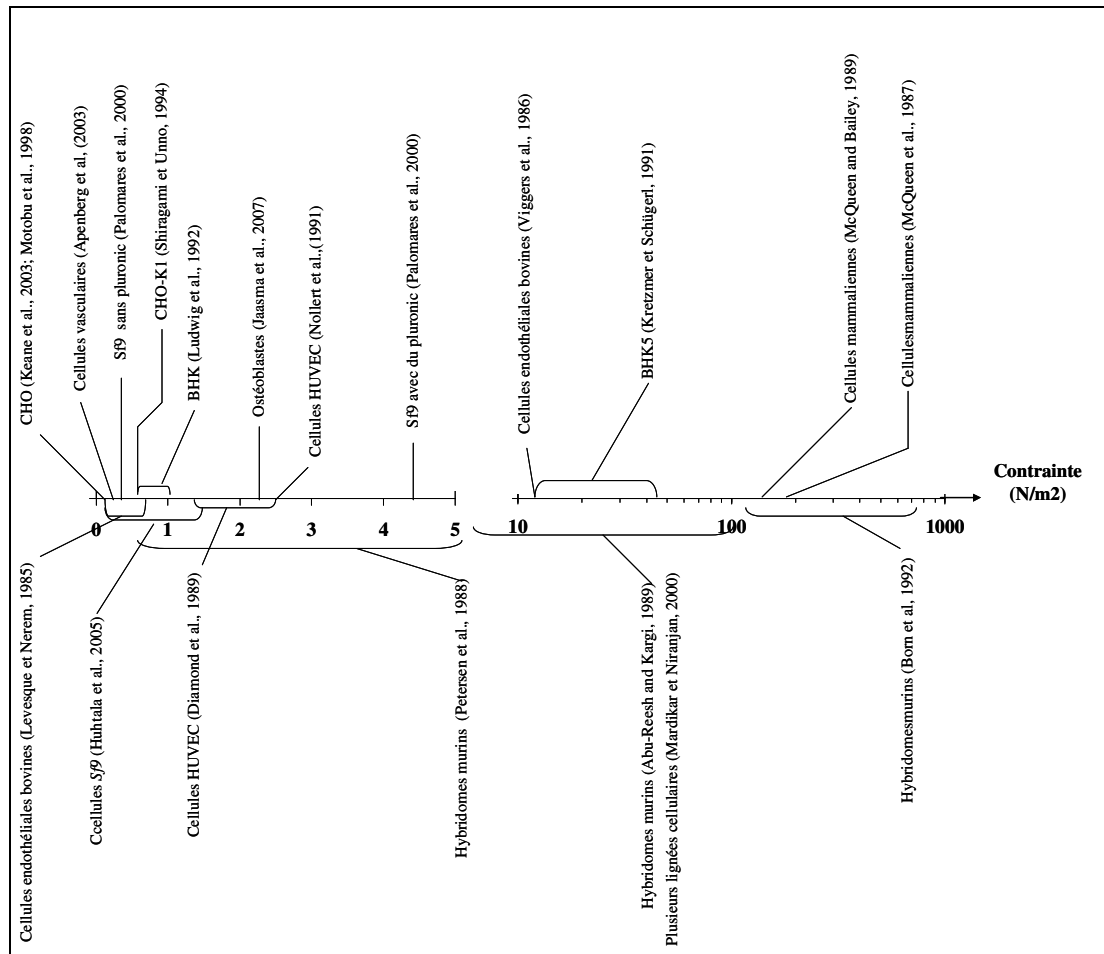 CHO (Keane et al., 2003; Motobu et al., 1998)
Cellules vasculaires (Apenberg et al, (2003)
Sf9 sans pluronic (Palomares et al., 2000)
CHO-K1 (Shiragami et Unno, 1994)
BHK (Ludwig et al., 1992)
Ostéoblastes (Jaasma et al., 2007)
Cellules HUVEC (Nollert et al.,(1991)
Sf9 avec du pluronic (Palomares et al., 2000)
Cellules endothéliales bovines (Viggers et al., 1986)
BHK5 (Kretzmer et Schügerl, 1991)
Cellules mammaliennes (McQueen and Bailey, 1989)
Cellulesmammaliennes (McQueen et al., 1987)
Contrainte
(N/m2)
0 1 2 3 4 5 10 100 1000
Cellules endothéliales bovines (Levesque et Nerem, 1985)
Ccellules Sf9 (Huhtala et al., 2005)
Cellules HUVEC (Diamond et al., 1989)
Hybridomes murins (Petersen et al., 1988)
Hybridomes murins (Abu-Reesh and Kargi, 1989)
Plusieurs lignées cellulaires (Mardikar et Niranjan, 2000)
Hybridomesmurins (Born et al, 1992)